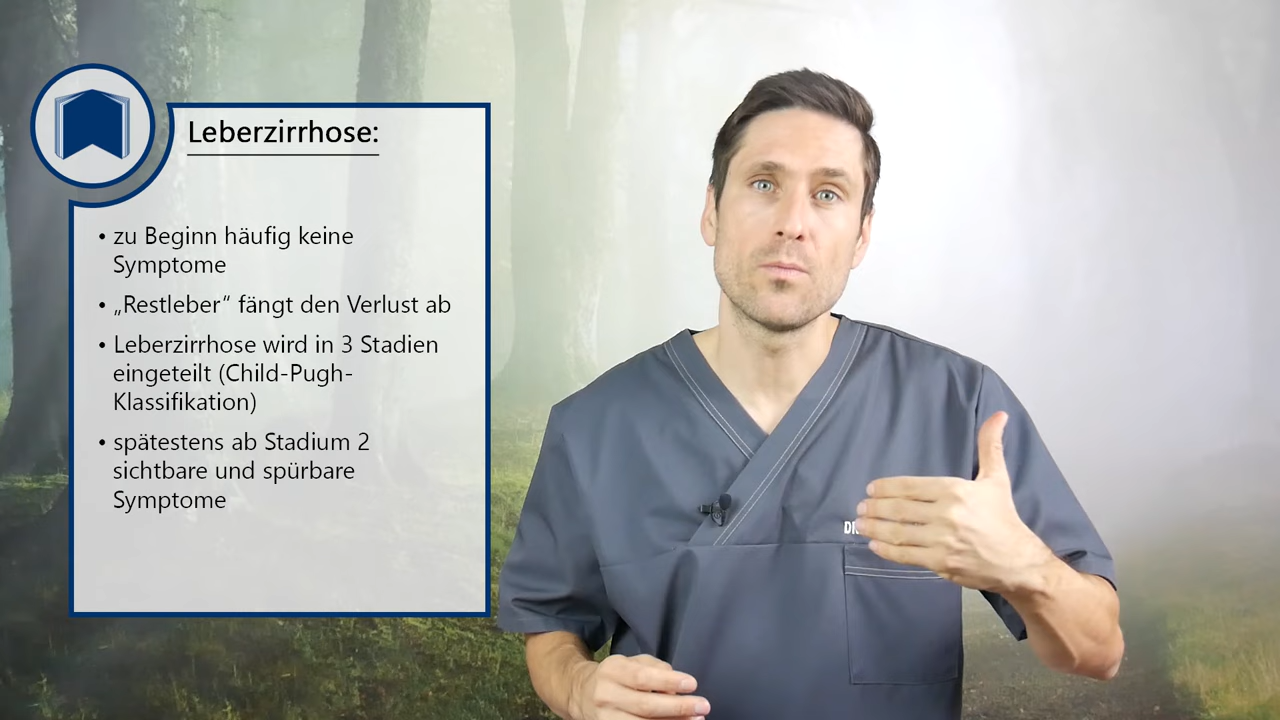 Leberzirrhose:
• zu Beginn häufig keine
Symptome
• „Restleber“ fängt den Verlust ab
• Leberzirrhose wird in 3 Stadien
eingeteilt (Child-Pugh-
Klassifikation)
• spätestens ab Stadium 2
sichtbare und spürbare
Symptome